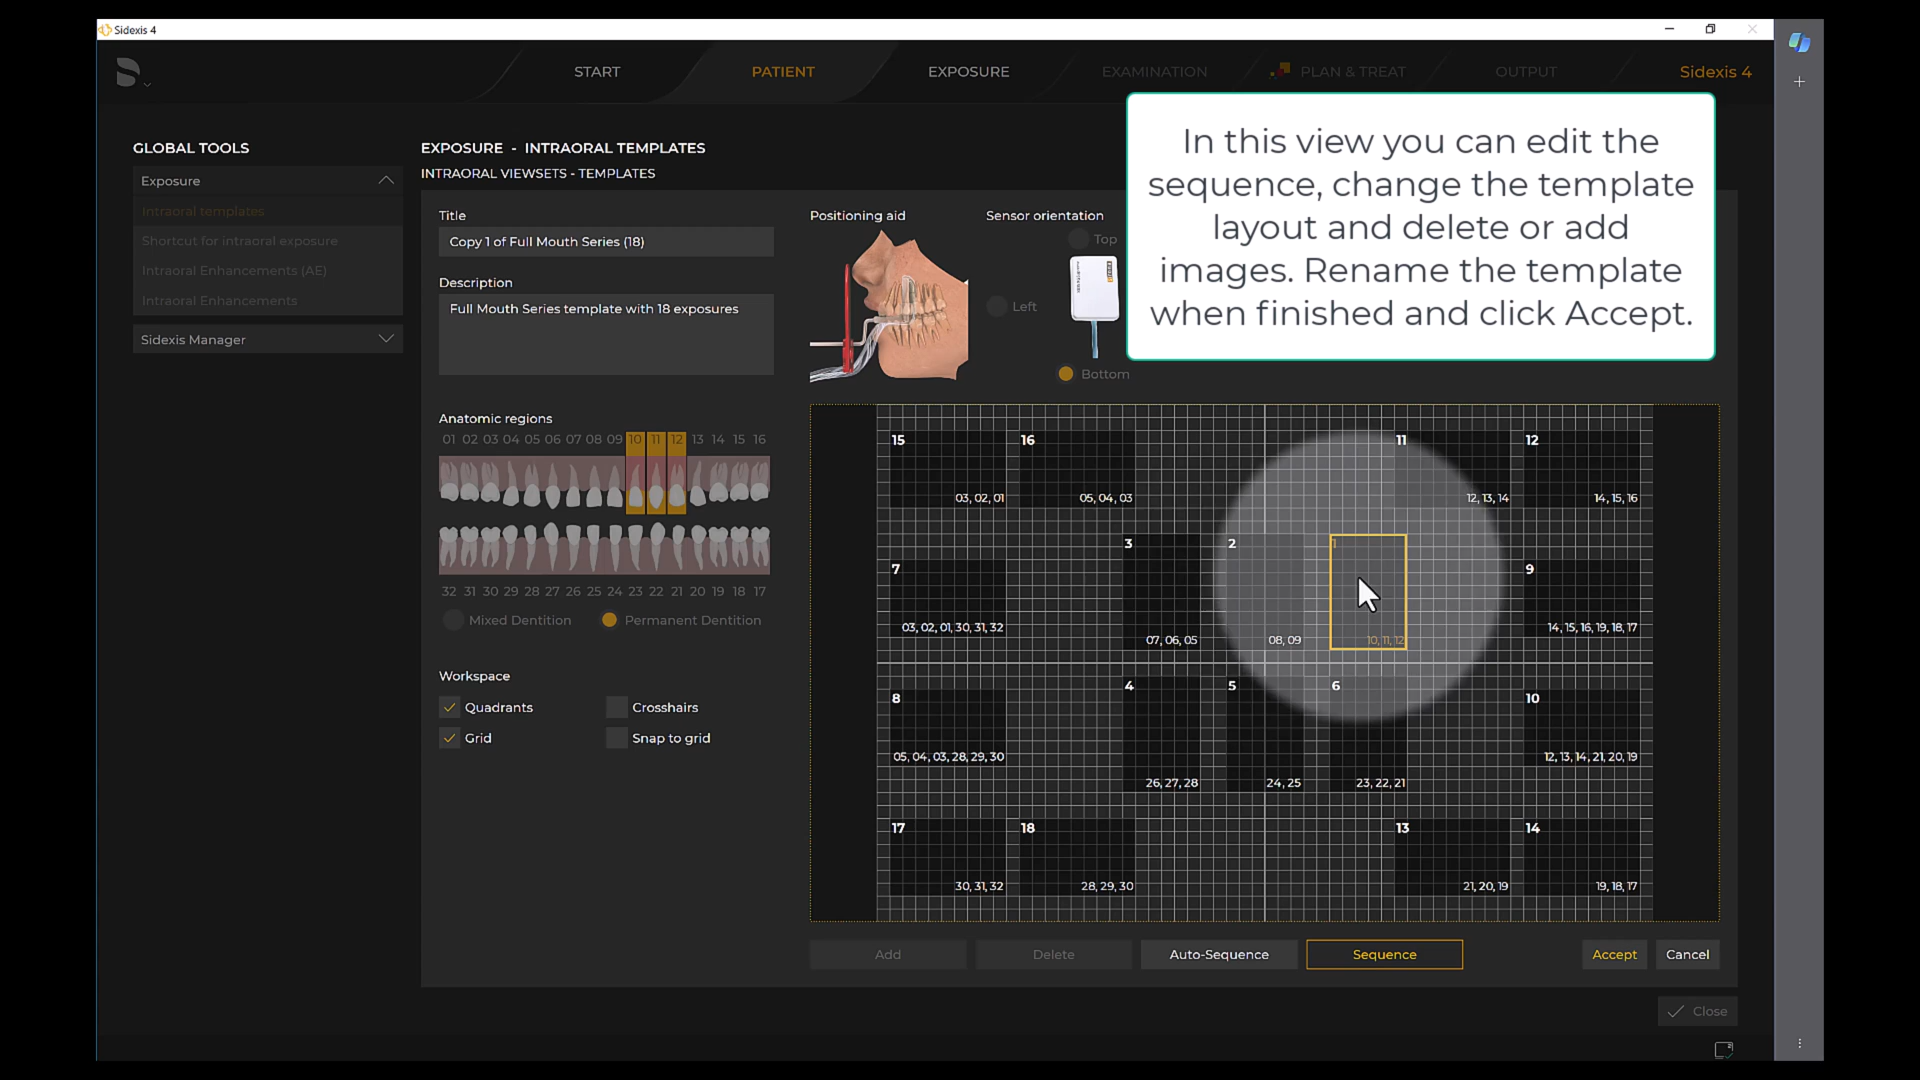 Sidexis 4
START
PATIENT
EXPOSURE
EXAMINATION
PLAN & TREAT
OUTPUT
Sidexis 4
In this view you can edit the
sequence, change the template
layout and delete or add
images. Rename the template
when finished and click Accept.
GLOBAL TOOLS
Exposure
Intraoral templates
Shortcut for intraoral exposure
Intraoral Enhancements (AE)
Intraoral Enhancements
Sidexis Manager
EXPOSURE - INTRAORAL TEMPLATES
INTRAORAL VIEWSETS - TEMPLATES
Title
Copy 1 of Full Mouth Series (18)
Description
Full Mouth Series template with 18 exposures
Anatomic regions
01 02 03 04 05 06 07 08 09 10 11 12 13 14 15 16
32 31 30 29 28 27 26 25 24 23 22 21 20 19 18 17
Mixed Dentition
Permanent Dentition
Workspace
Quadrants
Crosshairs
Grid
Snap to grid
Positioning aid
Sensor orientation
Top
Left
Bottom
15
16
11
12
03, 02, 01
05, 04, 03
12, 13, 14
14, 15, 16
3
2
1
7
9
03, 02, 01, 30, 31, 32
14, 15, 16, 19, 18, 17
07, 06, 05
08, 09
10, 11, 12
4
5
6
8
10
05, 04, 03, 28, 29, 30
12, 13, 14, 21, 20, 19
26, 27, 28
24, 25
23, 22, 21
17
18
13
14
30, 31, 32
28, 29, 30
21, 20, 19
19, 18, 17
Add
Delete
Auto-Sequence
Sequence
Accept
Cancel
Close